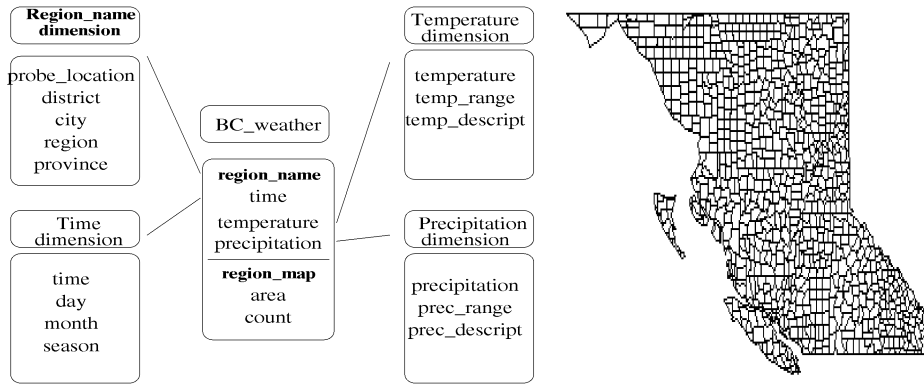 Region_name
dimension
probe_location
district
city
region
province
Time
dimension
time
day
month
season
BC_weather
region_name
time
temperature
precipitation
region_map
area
count
Temperature
dimension
temperature
temp_range
temp_descript
Precipitation
dimension
precipitation
prec_range
prec_descript